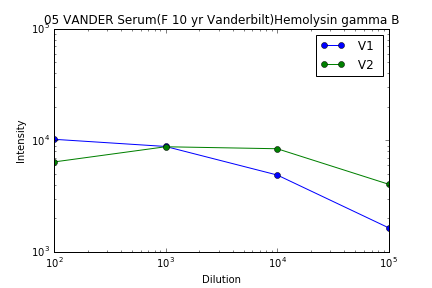 05 VANDER Serum(F 10 yr Vanderbilt)Hemolysin gamma B
10^5
V1
V2
10^4
Intensity
10^3
10^2
10^3
10^4
10^5
Dilution